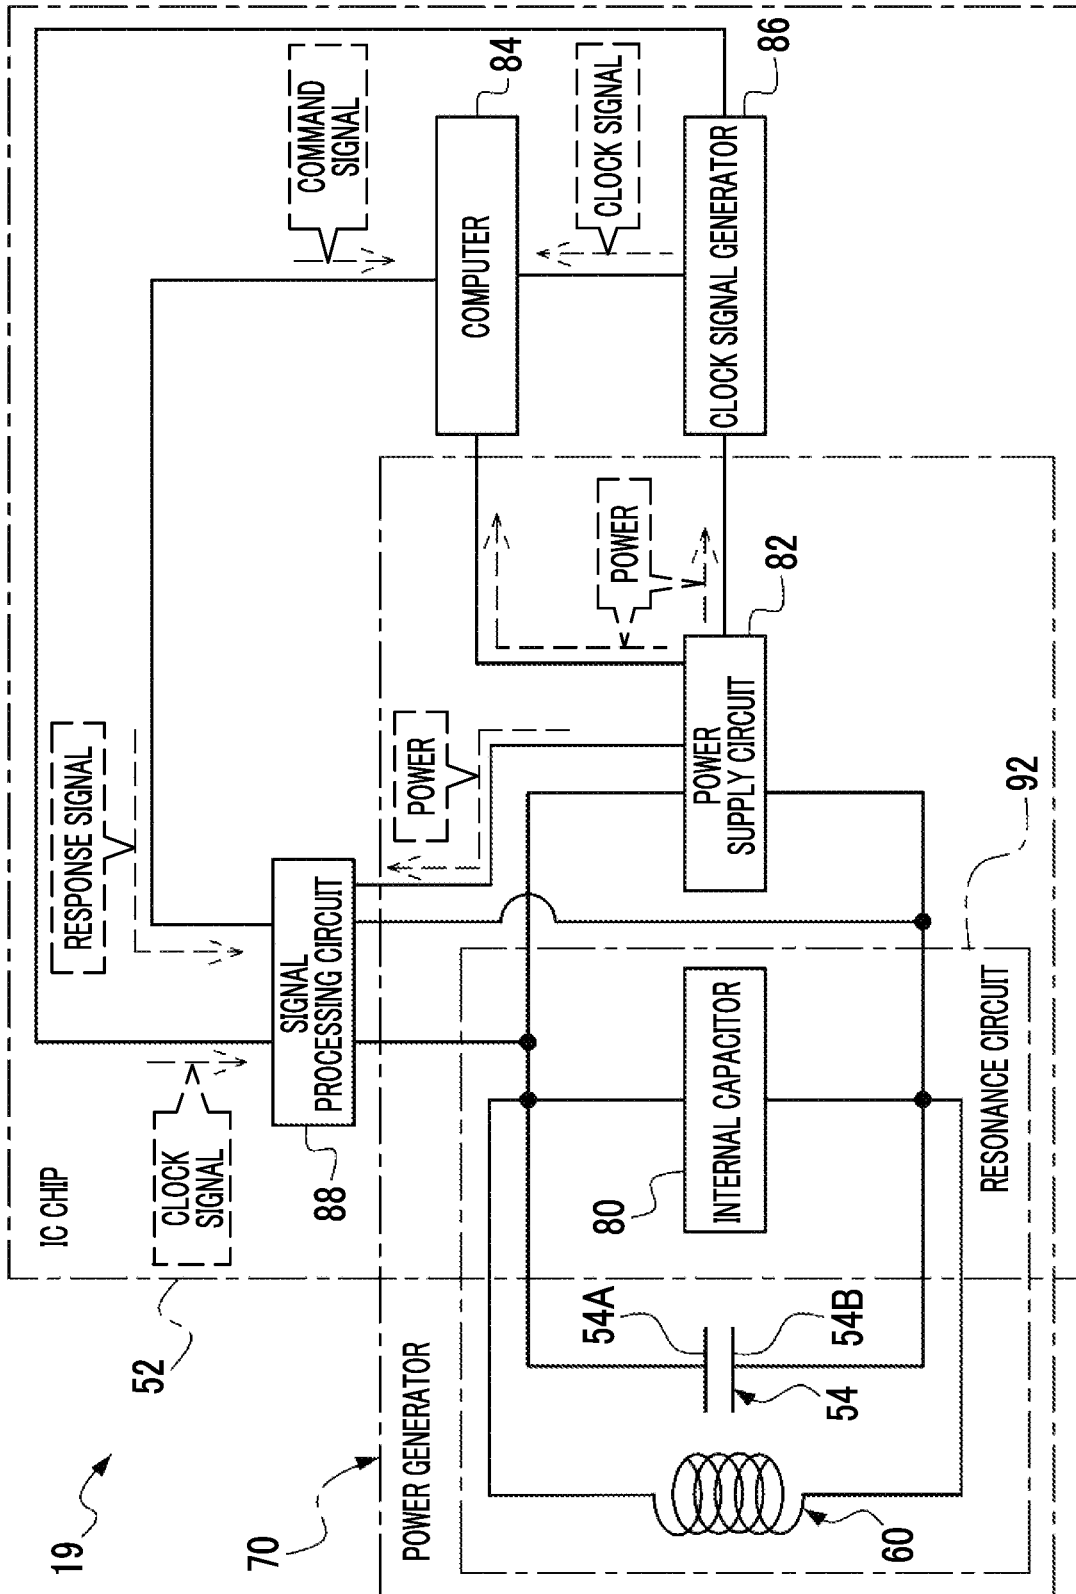 19
52
IC CHIP
CLOCK
SIGNAL
RESPONSE SIGNAL
COMMAND
SIGNAL
88
SIGNAL
PROCESSING CIRCUIT
84
COMPUTER
CLOCK SIGNAL
86
CLOCK SIGNAL GENERATOR
70
POWER GENERATOR
POWER
POWER
82
POWER
SUPPLY CIRCUIT
54A
54B
54
60
80
INTERNAL CAPACITOR
RESONANCE CIRCUIT
92